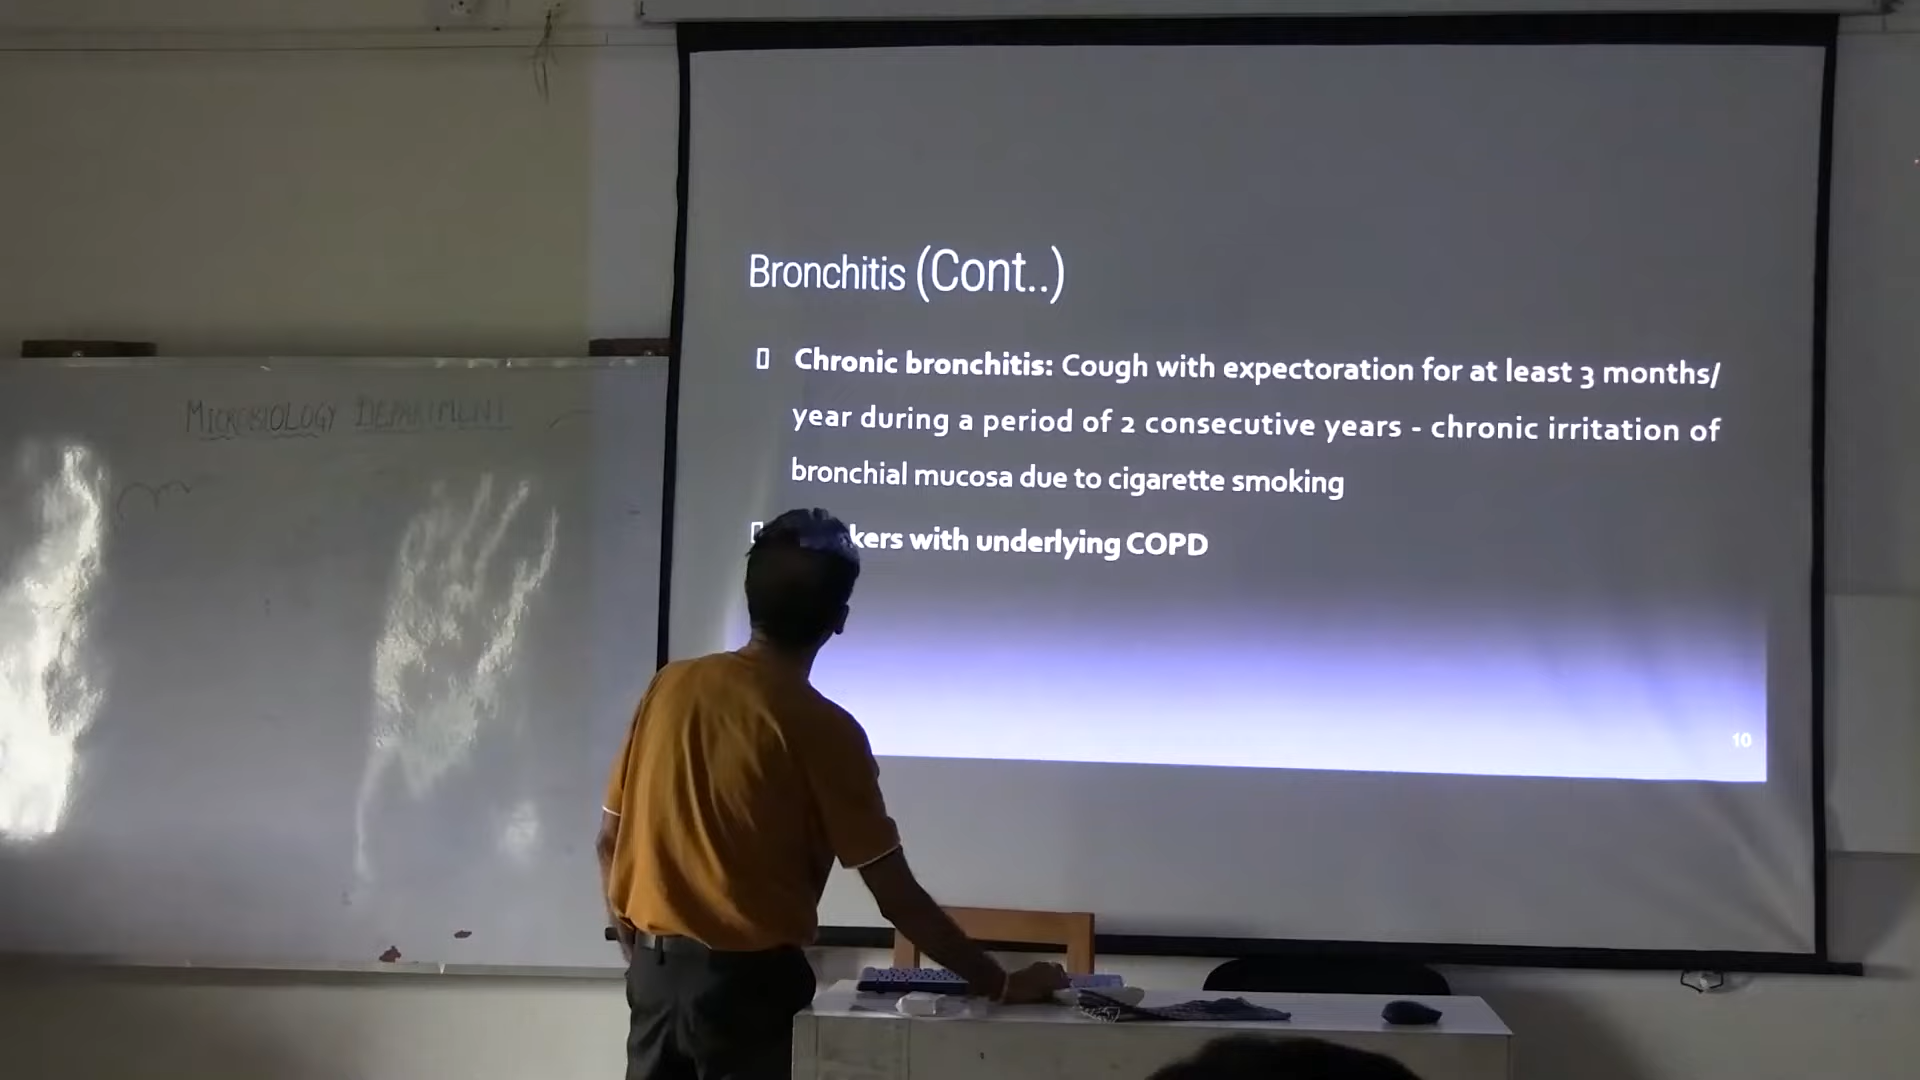 MICROBIOLOGY DEPARTMENT
Bronchitis (Cont..)
Chronic bronchitis: Cough with expectoration for at least 3 months/
year during a period of 2 consecutive years - chronic irritation of
bronchial mucosa due to cigarette smoking
with underlying COPD
10